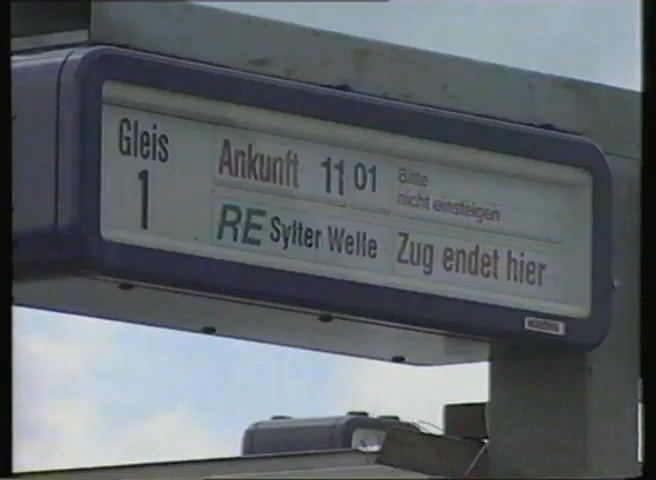 Gleis
1
Ankunft 11 01
Bitte
nicht einsteigen
RE Sylter Welle
Zug endet hier